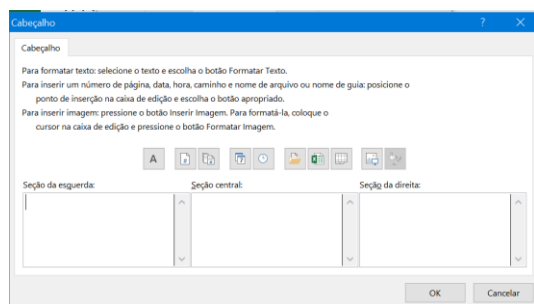 Cabeçalho
Cabeçalho
Para formatar texto: selecione o texto e escolha o botão Formatar Texto.
Para inserir um número de página, data, hora, caminho e nome de arquivo ou nome de guia: posicione o
ponto de inserção na caixa de edição e escolha o botão apropriado.
Para inserir imagem: pressione o botão Inserir Imagem. Para formatá-la, coloque o
cursor na caixa de edição e pressione o botão Formatar Imagem.
A
Seção da esquerda: Seção central: Seção da direita:
OK Cancelar